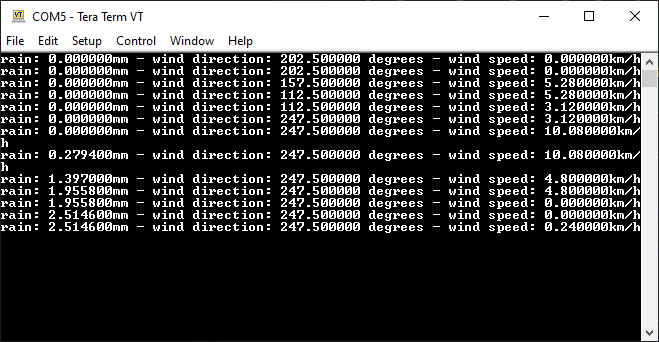 COM5 - Tera Term VT
File Edit Setup Control Window Help
rain: 0.000000mm - wind direction: 202.500000 degrees - wind speed: 0.000000km/h
rain: 0.000000mm - wind direction: 202.500000 degrees - wind speed: 0.000000km/h
rain: 0.000000mm - wind direction: 157.500000 degrees - wind speed: 5.280000km/h
rain: 0.000000mm - wind direction: 112.500000 degrees - wind speed: 5.280000km/h
rain: 0.000000mm - wind direction: 112.500000 degrees - wind speed: 3.120000km/h
rain: 0.000000mm - wind direction: 247.500000 degrees - wind speed: 3.120000km/h
rain: 0.000000mm - wind direction: 247.500000 degrees - wind speed: 10.080000km/
h
rain: 0.279400mm - wind direction: 247.500000 degrees - wind speed: 10.080000km/
h
rain: 1.397000mm - wind direction: 247.500000 degrees - wind speed: 4.800000km/h
rain: 1.955800mm - wind direction: 247.500000 degrees - wind speed: 4.800000km/h
rain: 1.955800mm - wind direction: 247.500000 degrees - wind speed: 0.000000km/h
rain: 2.514600mm - wind direction: 247.500000 degrees - wind speed: 0.000000km/h
rain: 2.514600mm - wind direction: 247.500000 degrees - wind speed: 0.240000km/h